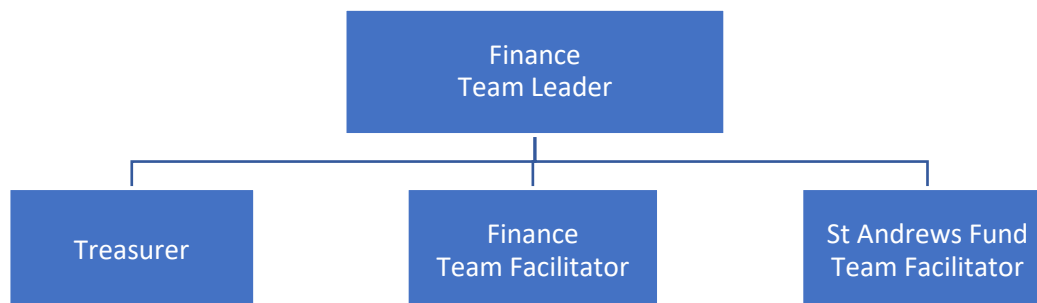 Finance
Team Leader
Treasurer
Finance
Team Facilitator
St Andrews Fund
Team Facilitator